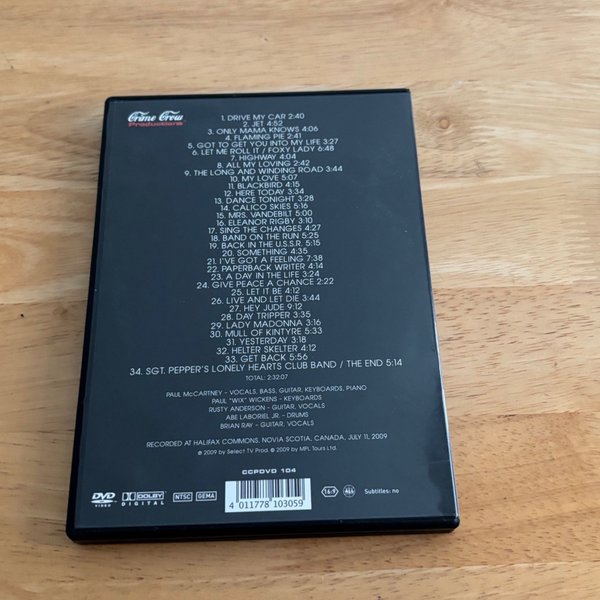 Crime Crow
Productions
1. DRIVE MY CAR 2:40
2. JET 4:52
3. ONLY MAMA KNOWS 4:06
4. FLAMING PIE 2:41
5. GOT TO GET YOU INTO MY LIFE 3:27
6. LET ME ROLL IT / FOXY LADY 6:48
7. HIGHWAY 4:04
8. ALL MY LOVING 2:42
9. THE LONG AND WINDING ROAD 3:44
10. MY LOVE 5:07
11. BLACKBIRD 4:15
12. HERE TODAY 3:34
13. DANCE TONIGHT 3:28
14. CALICO SKIES 5:16
15. MRS. VANDEBILT 5:00
16. ELEANOR RIGBY 3:10
17. SING THE CHANGES 4:27
18. BAND ON THE RUN 5:25
19. BACK IN THE U.S.S.R. 5:15
20. SOMETHING 4:35
21. I'VE GOT A FEELING 7:38
22. PAPERBACK WRITER 4:14
23. A DAY IN THE LIFE 3:24
24. GIVE PEACE A CHANCE 2:22
25. LET IT BE 4:12
26. LIVE AND LET DIE 3:44
27. HEY JUDE 9:12
28. DAY TRIPPER 3:35
29. LADY MADONNA 3:16
30. MULL OF KINTYRE 5:33
31. YESTERDAY 3:18
32. HELTER SKELTER 4:12
33. GET BACK 5:56
34. SGT. PEPPER'S LONELY HEARTS CLUB BAND / THE END 5:14
TOTAL: 2:32:07
PAUL McCARTNEY - VOCALS, BASS, GUITAR, KEYBOARDS, PIANO
PAUL "WIX" WICKENS - KEYBOARDS
RUSTY ANDERSON - GUITAR, VOCALS
ABE LABORIEL JR. - DRUMS
BRIAN RAY - GUITAR, VOCALS
RECORDED AT HALIFAX COMMONS, NOVIA SCOTIA, CANADA, JULY 11, 2009
℗ 2009 by Select TV Prod. © 2009 by MPL Tours Ltd.
CCPDVD 104
DVD VIDEO
DOLBY DIGITAL
NTSC
GEMA
4 011778 103059
16:9
ALL
Subtitles: no